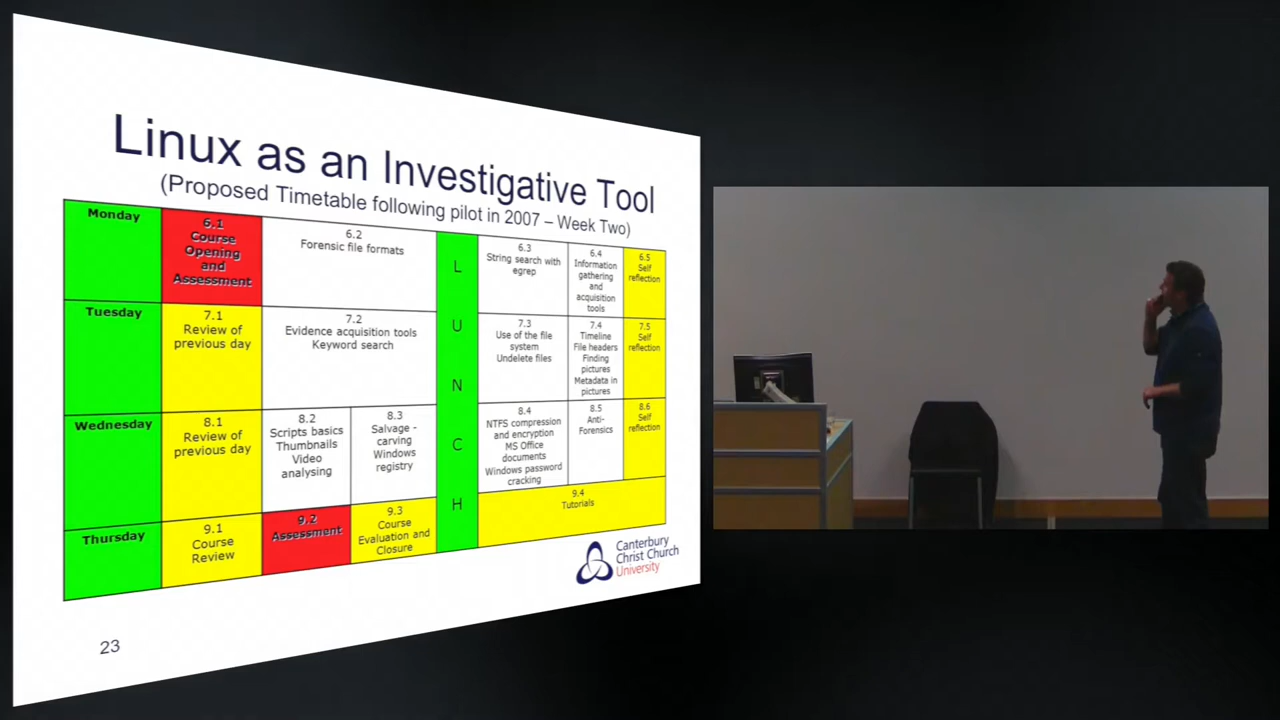 Linux as an Investigative Tool
(Proposed Timetable following pilot in 2007 – Week Two)
Monday
6.1
Course
Opening
and
Assessment
6.2
Forensic file formats
6.3
String search with
egrep
6.4
Information
gathering
and
acquisition
tools
6.5
Self
reflection
Tuesday
7.1
Review of
previous day
7.2
Evidence acquisition tools
Keyword search
7.3
Use of the file
system
Undelete files
7.4
Timeline
File headers
Finding
pictures
Metadata in
pictures
7.5
Self
reflection
Wednesday
8.1
Review of
previous day
8.2
Scripts basics
Thumbnails
Video
analysing
8.3
Salvage -
carving
Windows
registry
8.4
NTFS compression
and encryption
MS Office
documents
Windows password
cracking
8.5
Anti-
Forensics
8.6
Self
reflection
Thursday
9.1
Course
Review
9.2
Assessment
9.3
Course
Evaluation and
Closure
9.4
Tutorials
L
U
N
C
H
Canterbury
Christ Church
University
23